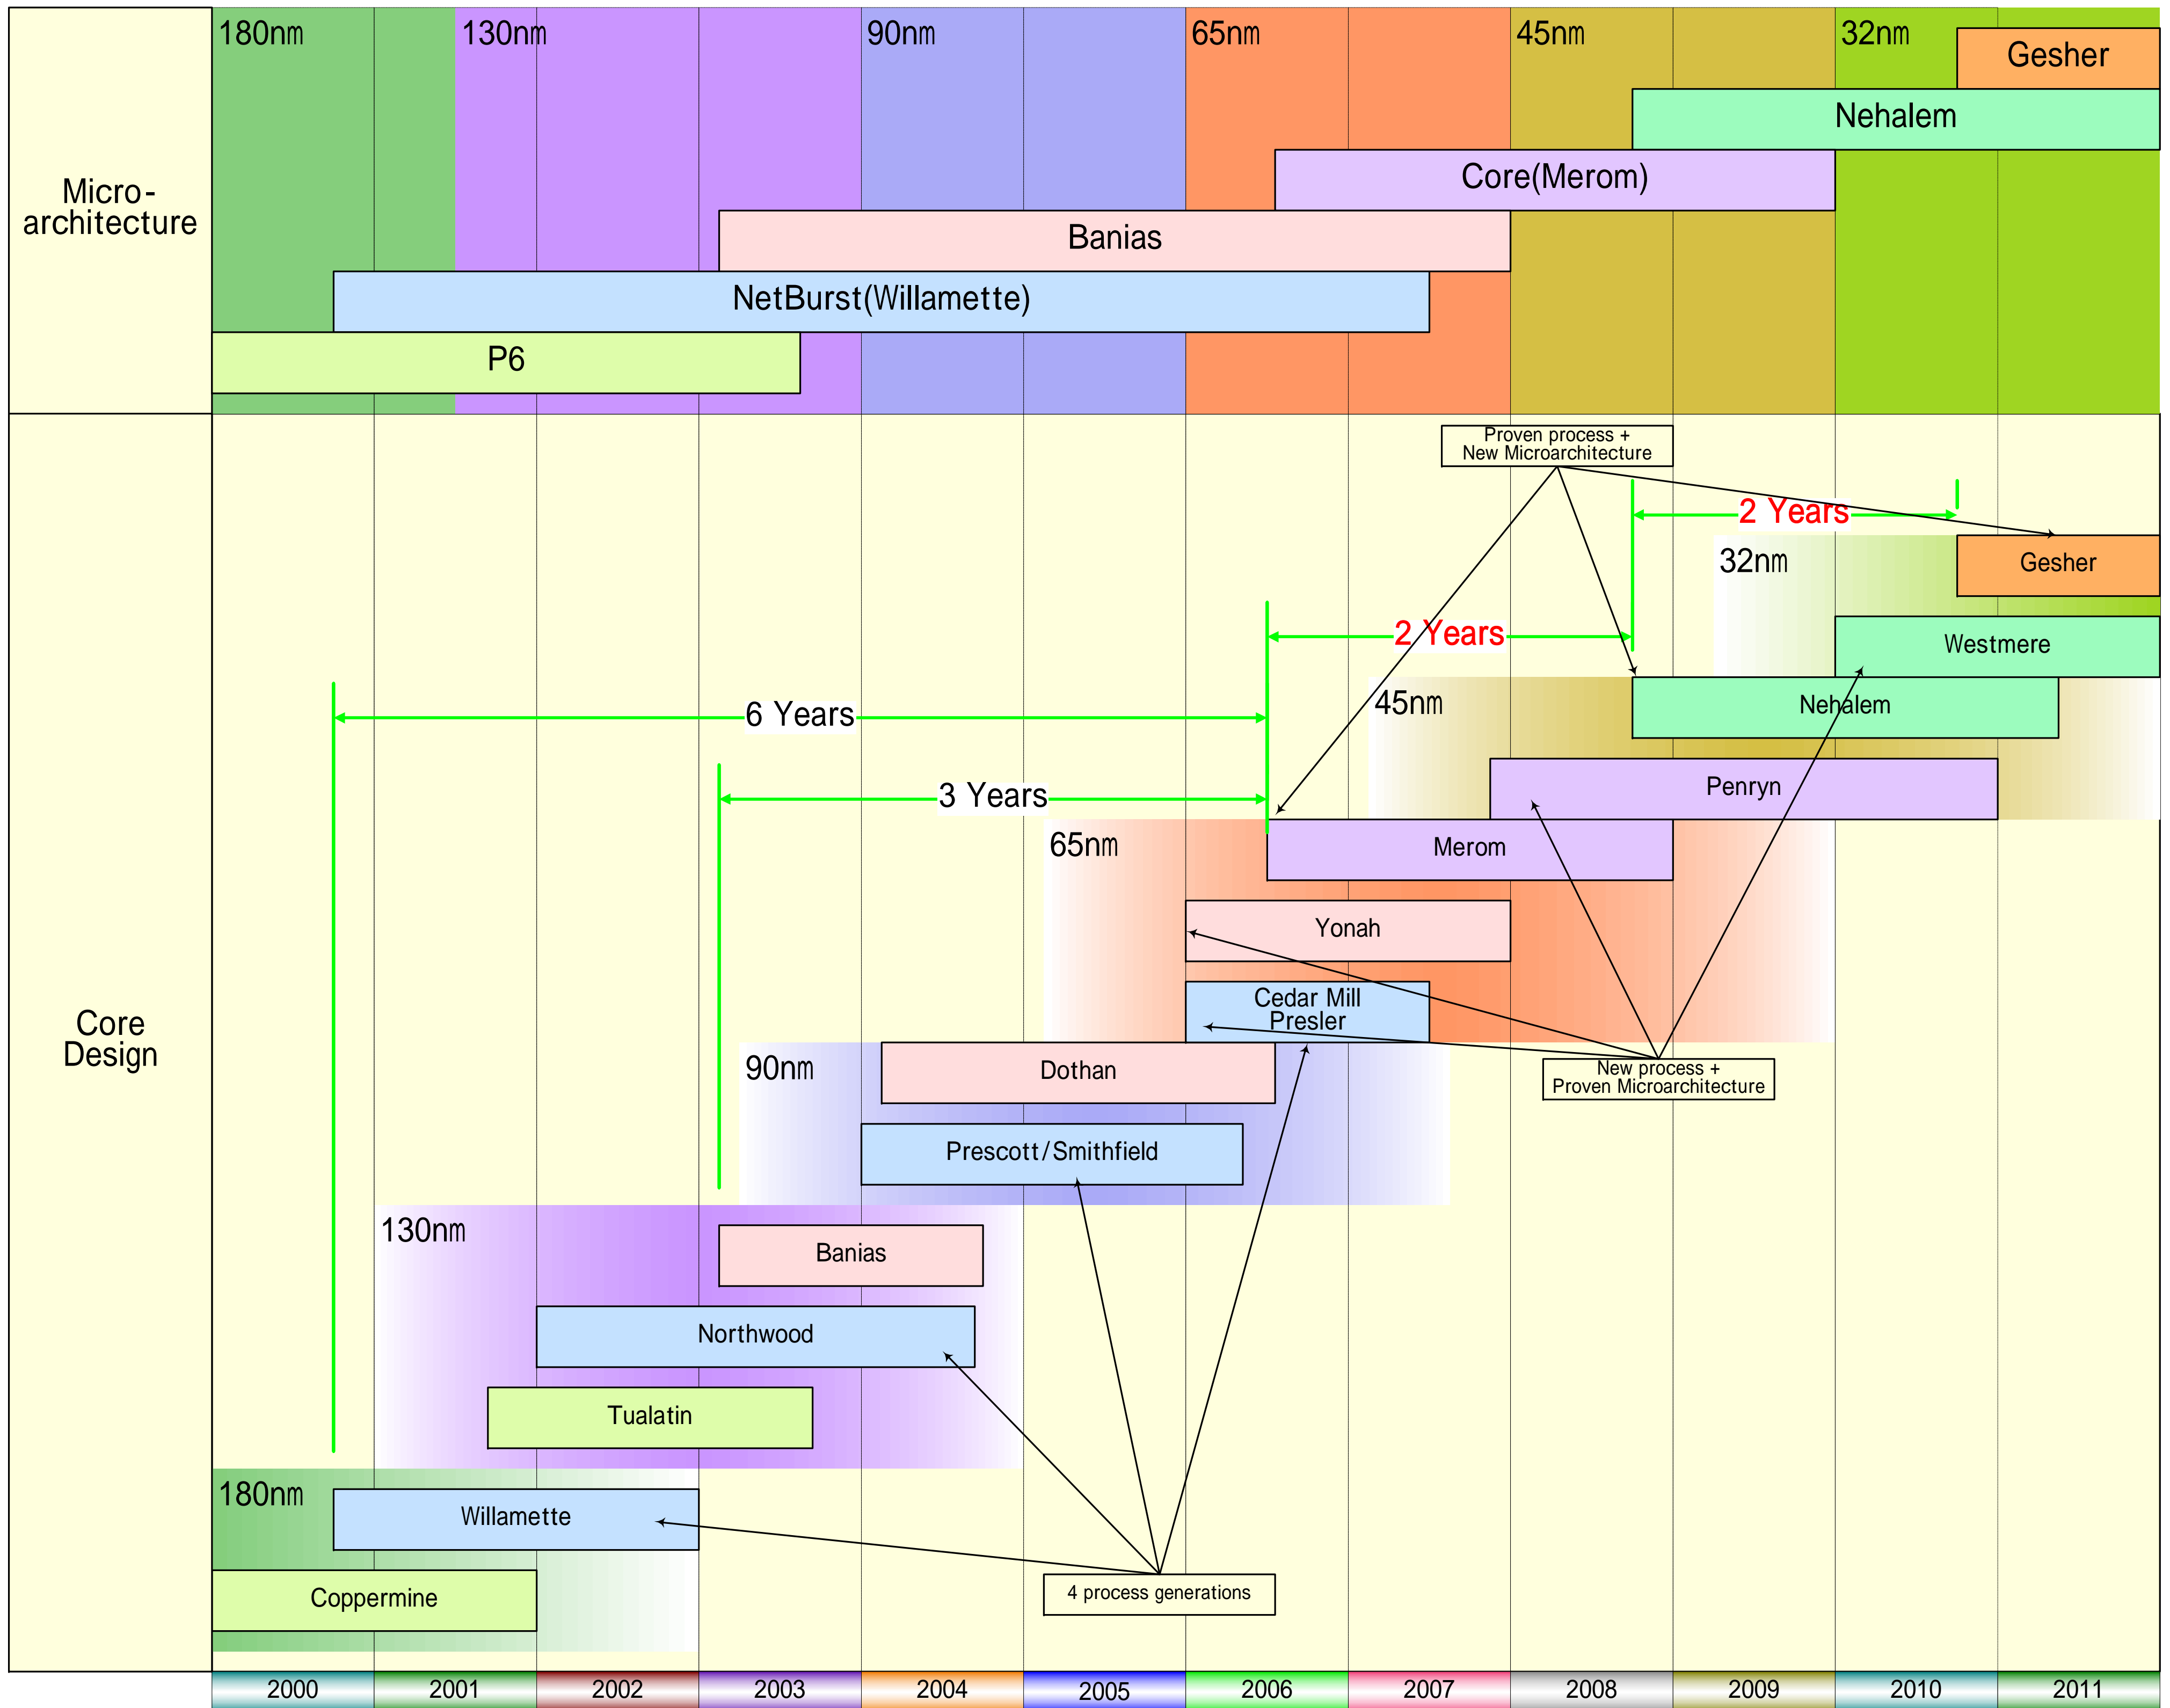 180nm
130nm
90nm
65nm
45nm
32nm
Gesher
Nehalem
Core(Merom)
Banias
NetBurst(Willamette)
P6
Micro-
architecture
Proven process +
New Microarchitecture
2 Years
32nm
Gesher
2 Years
Westmere
45nm
Nehalem
6 Years
Penryn
3 Years
65nm
Merom
Yonah
Cedar Mill
Presler
Core
Design
90nm
Dothan
New process +
Proven Microarchitecture
Prescott/Smithfield
130nm
Banias
Northwood
Tualatin
180nm
Willamette
Coppermine
4 process generations
2000
2001
2002
2003
2004
2005
2006
2007
2008
2009
2010
2011